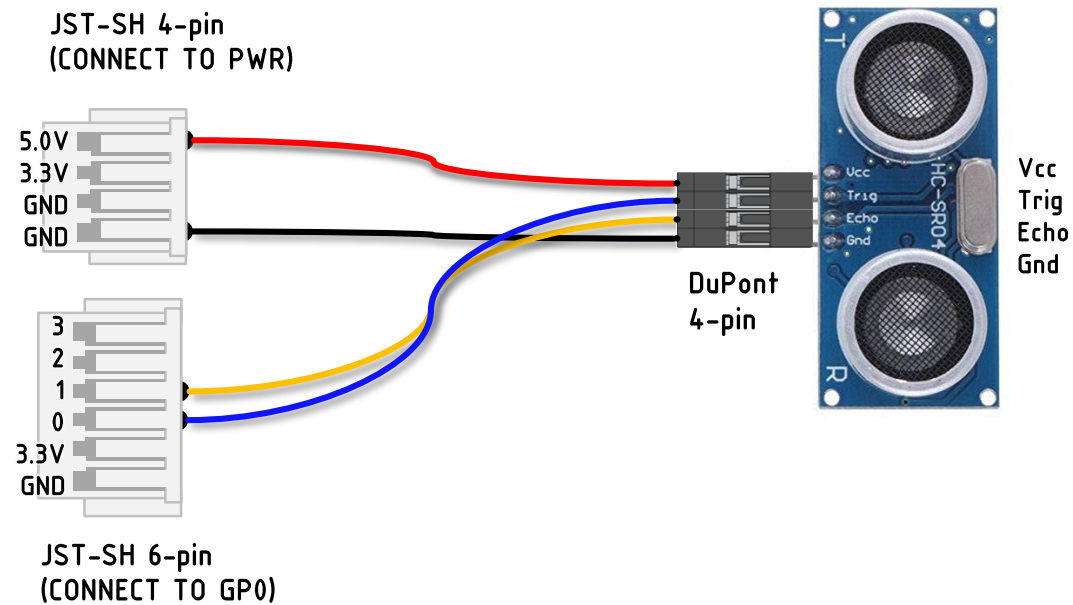 JST-SH 4-pin
(CONNECT TO PWR)
5.0V
3.3V
GND
GND
3
2
1
0
3.3V
GND
JST-SH 6-pin
(CONNECT TO GP0)
DuPont
4-pin
T
Vcc
Trig
Echo
Gnd
HC-SR04
R
Vcc
Trig
Echo
Gnd